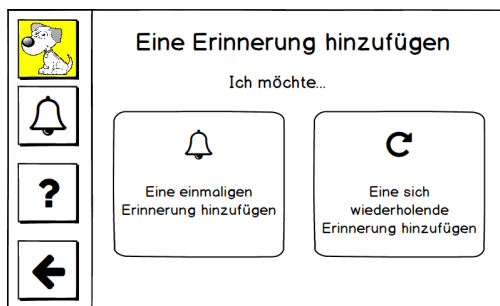 Eine Erinnerung hinzufügen
Ich möchte...
Eine einmaligen
Erinnerung hinzufügen
Eine sich
wiederholende
Erinnerung hinzufügen
?